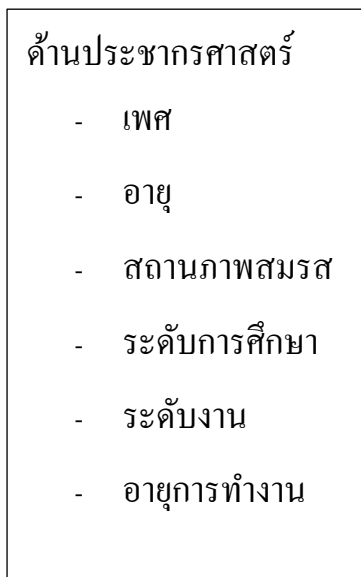 ด้านประชากรศาสตร์
- เพศ
- อายุ
- สถานภาพสมรส
- ระดับการศึกษา
- ระดับงาน
- อายุการทำงาน